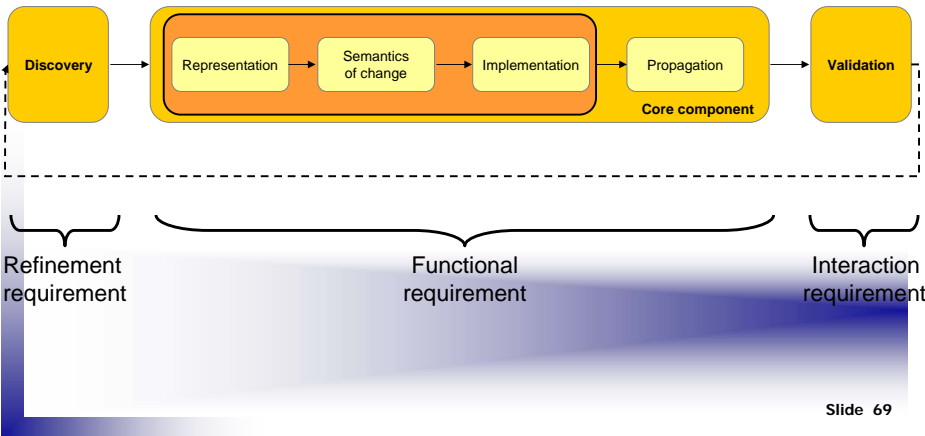 Discovery
Representation
Semantics
of change
Implementation
Propagation
Core component
Validation
Refinement
requirement
Functional
requirement
Interaction
requirement
Slide 69